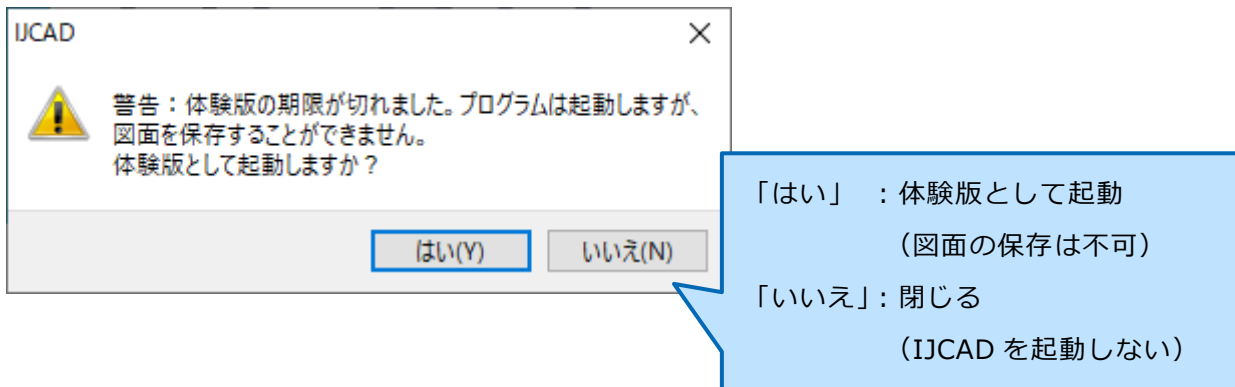 IJCAD
警告：体験版の期限が切れました。プログラムは起動しますが、
図面を保存することができません。
体験版として起動しますか？
はい(Y)
いいえ(N)
「はい」 ：体験版として起動
（図面の保存は不可）
「いいえ」：閉じる
（IJCAD を起動しない）